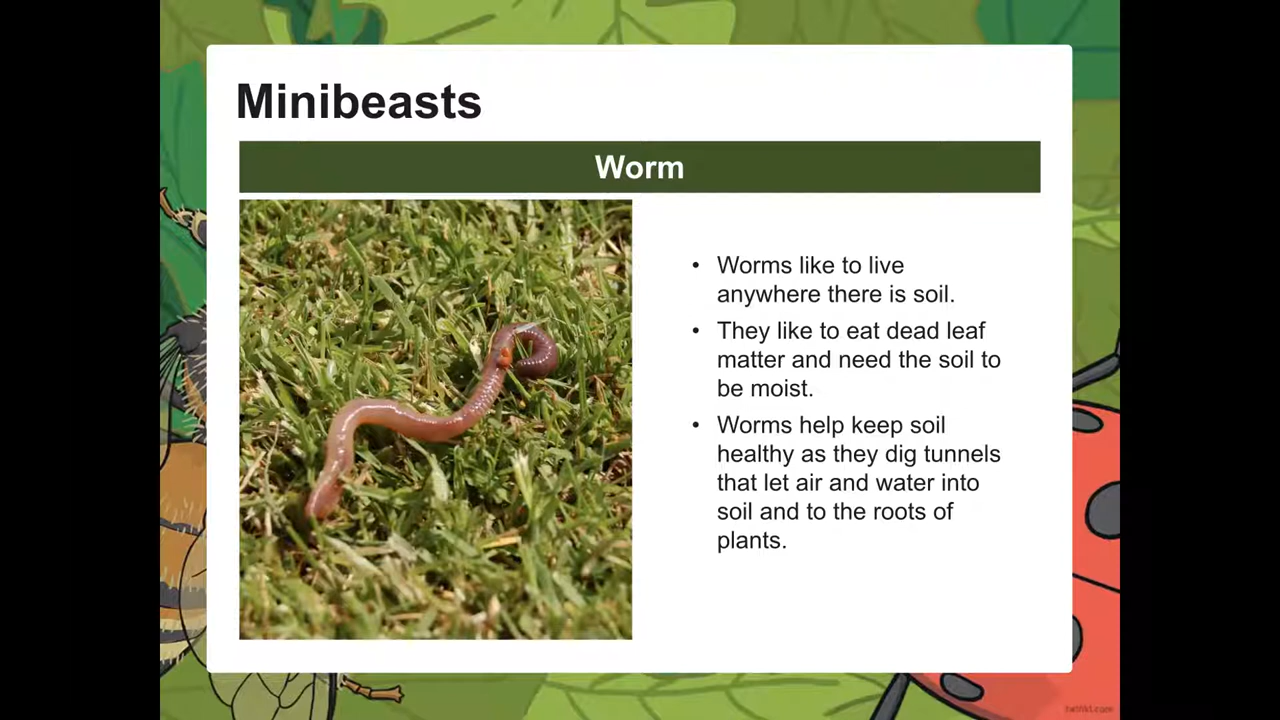 Minibeasts
Worm
• Worms like to live
anywhere there is soil.
• They like to eat dead leaf
matter and need the soil to
be moist.
• Worms help keep soil
healthy as they dig tunnels
that let air and water into
soil and to the roots of
plants.